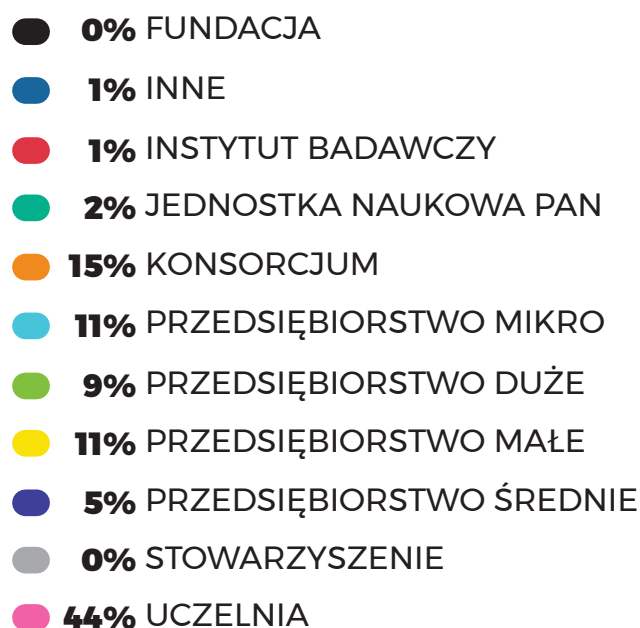 0% FUNDACJA
1% INNE
1% INSTYTUT BADAWCZY
2% JEDNOSTKA NAUKOWA PAN
15% KONSORCJUM
11% PRZEDSIĘBIORSTWO MIKRO
9% PRZEDSIĘBIORSTWO DUŻE
11% PRZEDSIĘBIORSTWO MAŁE
5% PRZEDSIĘBIORSTWO ŚREDNIE
0% STOWARZYSZENIE
44% UCZELNIA